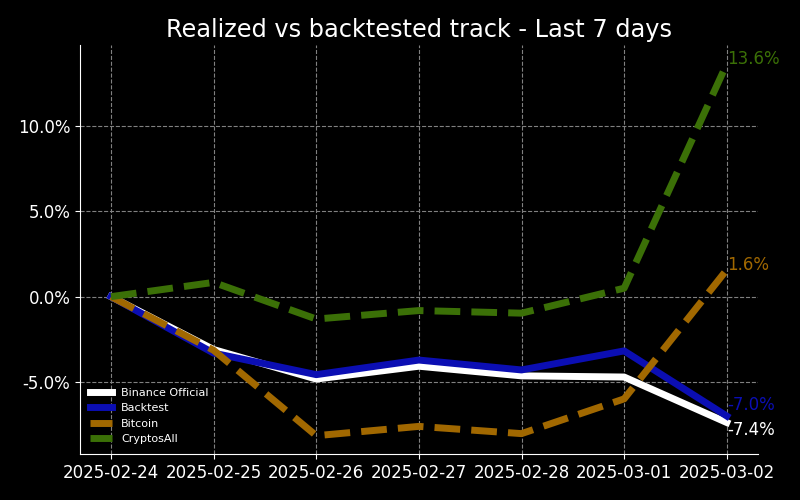 Realized vs backtested track - Last 7 days
13.6%
10.0%
5.0%
1.6%
0.0%
-5.0%
Binance Official
Backtest
Bitcoin
CryptosAll
-7.0%
-7.4%
2025-02-24 2025-02-25 2025-02-26 2025-02-27 2025-02-28 2025-03-01 2025-03-02